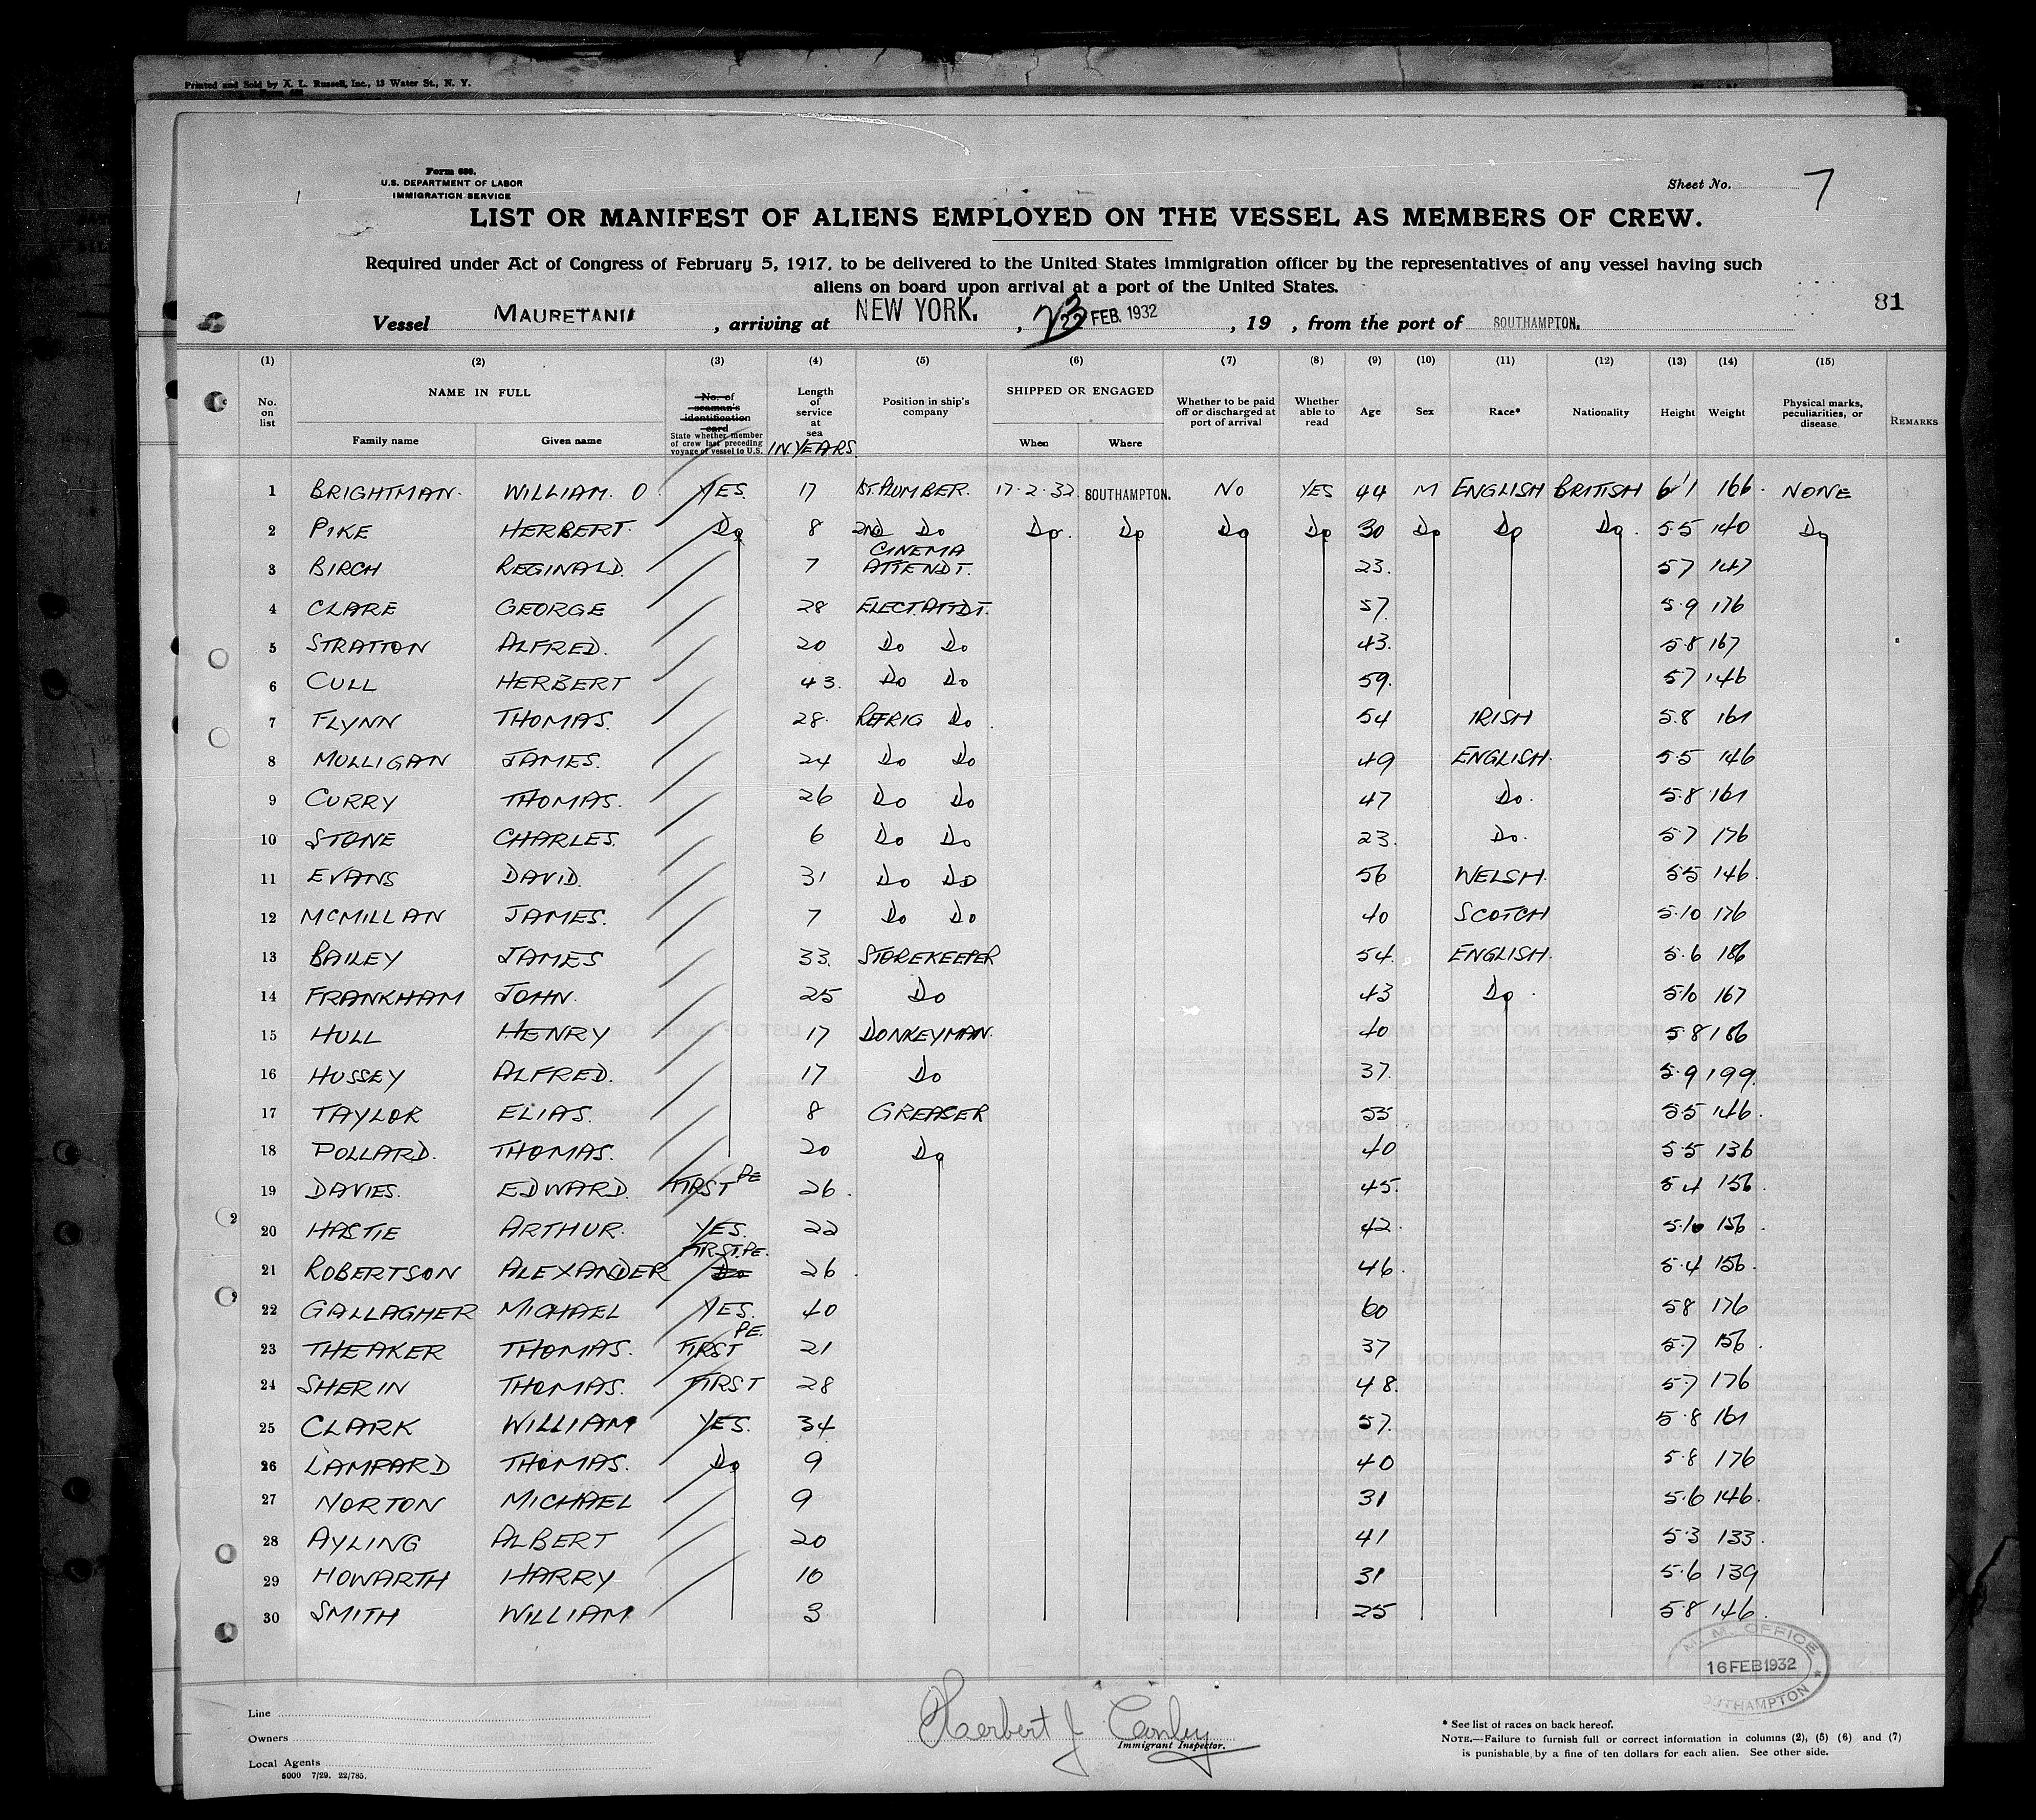 Printed and Sold by A. L. Russell, Inc., 13 Water St., N. Y.
Form 686.
U.S. DEPARTMENT OF LABOR
IMMIGRATION SERVICE
Sheet No. 7
LIST OR MANIFEST OF ALIENS EMPLOYED ON THE VESSEL AS MEMBERS OF CREW.
Required under Act of Congress of February 5, 1917, to be delivered to the United States immigration officer by the representatives of any vessel having such
aliens on board upon arrival at a port of the United States.
81
Vessel MAURETANIA, arriving at NEW YORK., 23 FEB. 1932, 19 , from the port of SOUTHAMPTON.
(1) (2) (3) (4) (5) (6) (7) (8) (9) (10) (11) (12) (13) (14) (15)
No. on list
NAME IN FULL
Family name
Given name
No. of seaman's identification card
State whether member of crew last preceding voyage of vessel to U.S.
Length of service at sea
IN YEARS
Position in ship's company
SHIPPED OR ENGAGED
When
Where
Whether to be paid off or discharged at port of arrival
Whether able to read
Age
Sex
Race*
Nationality
Height
Weight
Physical marks, peculiarities, or disease
REMARKS
1 BRIGHTMAN. WILLIAM. O. YES. 17 1ST. PLUMBER. 17.2.32 SOUTHAMPTON. NO YES 44 M ENGLISH BRITISH 6'1 166. NONE
2 PIKE HERBERT. Do 8 2ND Do Do. Do Do Do 30 Do Do Do. 5.5 140 Do
3 BIRCH REGINALD. 7 CINEMA ATTENDT. 23. 5 7 147
4 CLARE GEORGE 28 ELECT. ATTDT. 57. 5.9 176
5 STRATTON ALFRED. 20 Do Do 43. 5.8 167
6 CULL HERBERT 43. Do Do 59. 5 7 146
7 FLYNN THOMAS. 28. REFRIG Do. 54 IRISH 5.8 161
8 MULLIGAN JAMES. 24 Do Do 49 ENGLISH. 5.5 146
9 CURRY THOMAS. 26 Do Do 47 Do. 5.8 161
10 STONE CHARLES. 6 Do Do 23. Do. 5.7 176
11 EVANS DAVID. 31 Do Do 56 WELSH. 5.5 146.
12 MCMILLAN JAMES. 7 Do Do 40 SCOTCH 5.10 176
13 BAILEY JAMES 33. STOREKEEPER 54. ENGLISH. 5.6 186
14 FRANKHAM JOHN. 25 Do 43 Do. 5.10 167
15 HULL HENRY 17 DONKEYMAN. 40 5 8 186
16 HUSSEY ALFRED. 17 Do 37. 5.9 199.
17 TAYLOR ELIAS. 8 GREASER 55 5.5 146.
18 POLLARD. THOMAS. 20 Do 40 5.5 136
19 DAVIES. EDWARD. FIRST PE 26. 45. 5 4 156.
20 HASTIE ARTHUR. YES. 22 42. 5.10 156.
21 ROBERTSON ALEXANDER FIRST. PE. Do 26. 46. 5.4 156.
22 GALLAGHER MICHAEL YES. 40 60 5 8 176
23 THEAKER THOMAS. FIRST PE. 21 37 5.7 156.
24 SHERIN THOMAS. FIRST 28 48. 5.7 176
25 CLARK WILLIAM YES. 34 57. 5.8 161
26 LAMPARD THOMAS. Do 9 40 5.8 176
27 NORTON MICHAEL 9 31 5.6 146.
28 AYLING ALBERT 20 41 5.3 133.
29 HOWARTH HARRY 10 31 5.6 139
30 SMITH WILLIAM 3 25 5.8 146.
M. M. OFFICE
16 FEB 1932
SOUTHAMPTON
Line
Owners
Local Agents
5000 7/29. 22/785.
Herbert J Conley
Immigrant Inspector.
* See list of races on back hereof.
NOTE.—Failure to furnish full or correct information in columns (2), (5) (6) and (7)
is punishable by a fine of ten dollars for each alien. See other side.